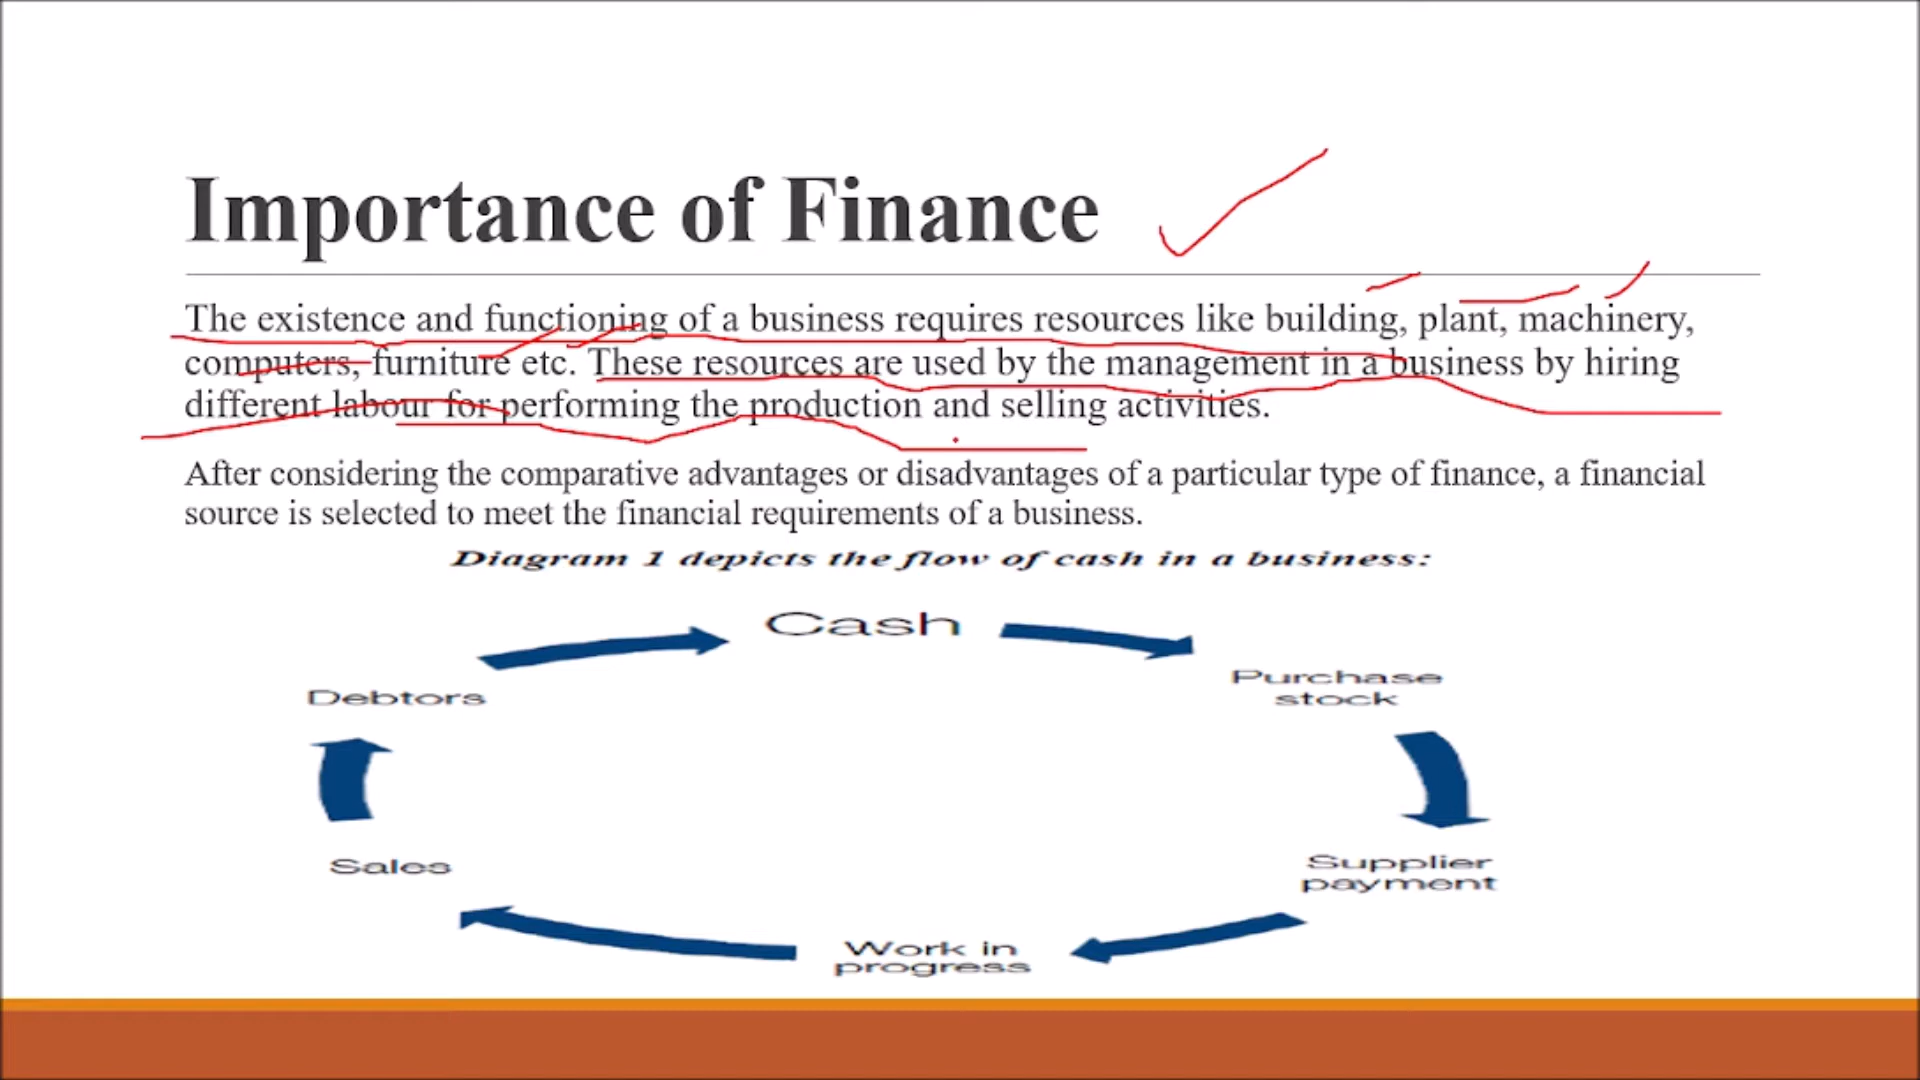 Importance of Finance
The existence and functioning of a business requires resources like building, plant, machinery,
computers, furniture etc. These resources are used by the management in a business by hiring
different labour for performing the production and selling activities.
After considering the comparative advantages or disadvantages of a particular type of finance, a financial
source is selected to meet the financial requirements of a business.
Diagram 1 depicts the flow of cash in a business:
Cash
Purchase
stock
Debtors
Supplier
payment
Sales
Work in
progress